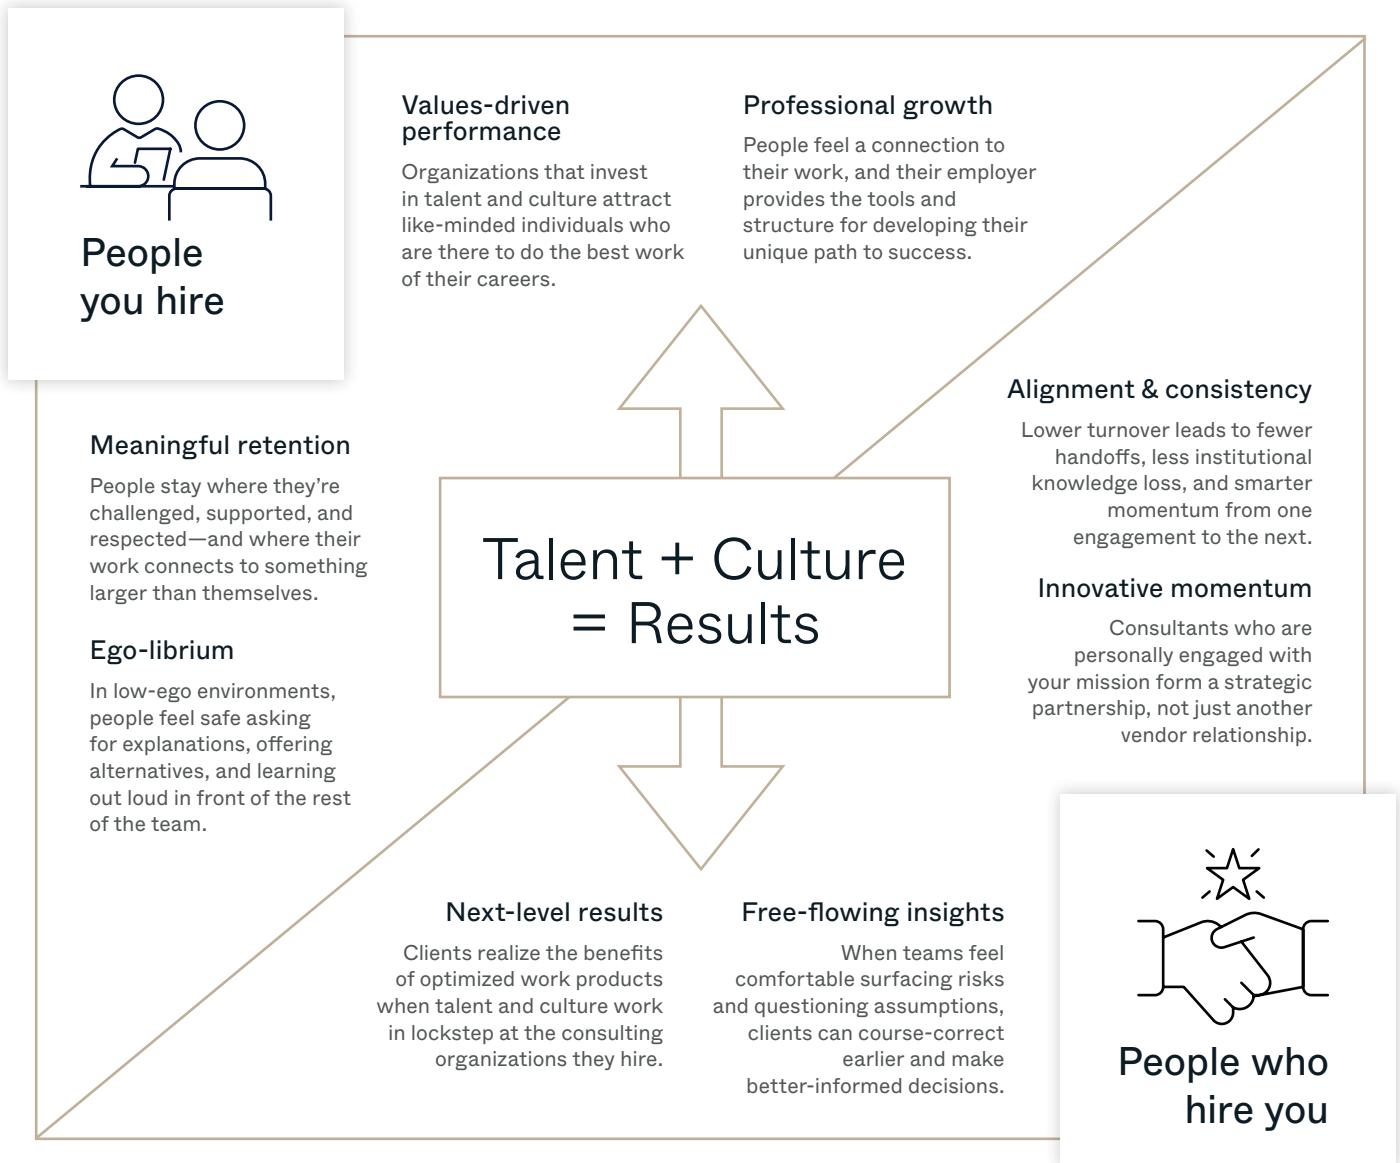 People
you hire
Values-driven
performance
Organizations that invest
in talent and culture attract
like-minded individuals who
are there to do the best work
of their careers.
Professional growth
People feel a connection to
their work, and their employer
provides the tools and
structure for developing their
unique path to success.
Meaningful retention
People stay where they’re
challenged, supported, and
respected—and where their
work connects to something
larger than themselves.
Ego-librium
In low-ego environments,
people feel safe asking
for explanations, offering
alternatives, and learning
out loud in front of the rest
of the team.
Talent + Culture
= Results
Alignment & consistency
Lower turnover leads to fewer
handoffs, less institutional
knowledge loss, and smarter
momentum from one
engagement to the next.
Innovative momentum
Consultants who are
personally engaged with
your mission form a strategic
partnership, not just another
vendor relationship.
Next-level results
Clients realize the benefits
of optimized work products
when talent and culture work
in lockstep at the consulting
organizations they hire.
Free-flowing insights
When teams feel
comfortable surfacing risks
and questioning assumptions,
clients can course-correct
earlier and make
better-informed decisions.
People who
hire you